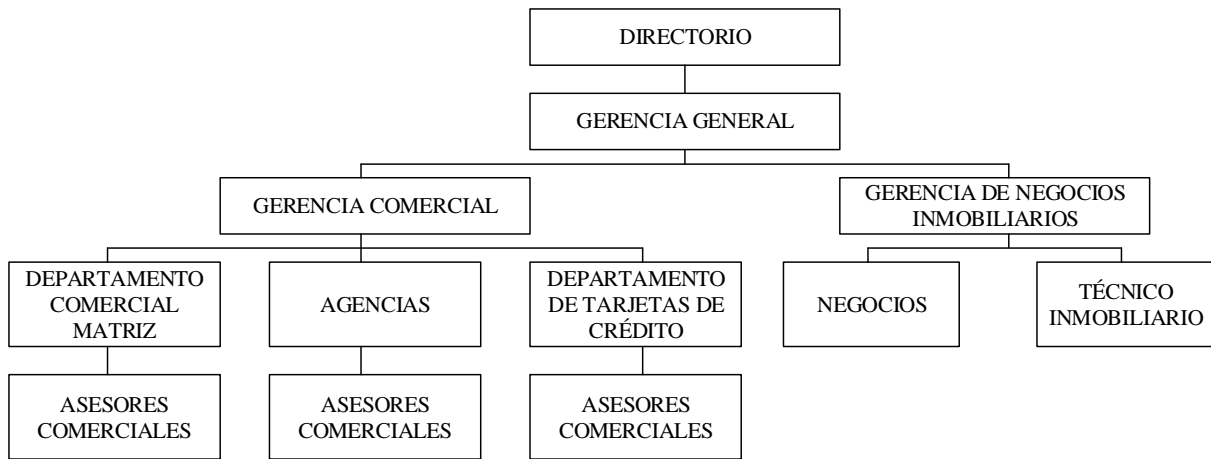 DIRECTORIO
GERENCIA GENERAL
GERENCIA COMERCIAL
GERENCIA DE NEGOCIOS
INMOBILIARIOS
DEPARTAMENTO
COMERCIAL
MATRIZ
AGENCIAS
DEPARTAMENTO
DE TARJETAS DE
CRÉDITO
NEGOCIOS
TÉCNICO
INMOBILIARIO
ASESORES
COMERCIALES
ASESORES
COMERCIALES
ASESORES
COMERCIALES